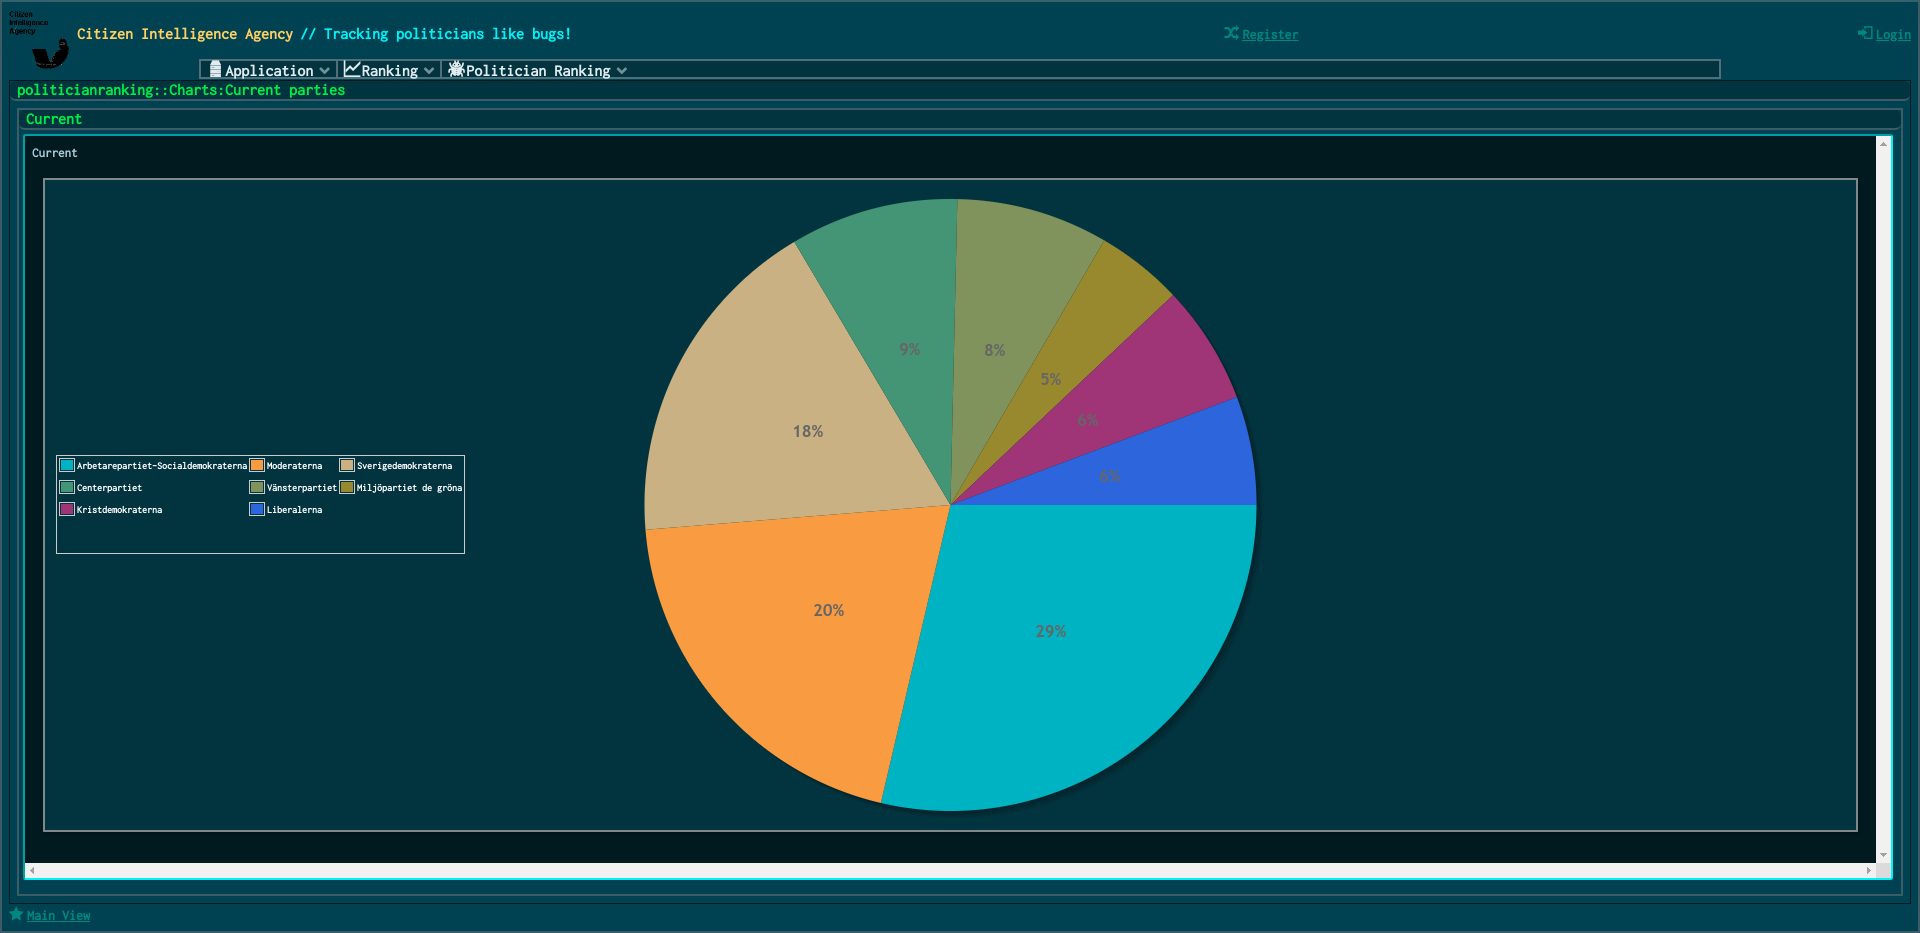 Citizen
Intelligence
Agency
Citizen Intelligence Agency // Tracking politicians like bugs!
Register
Login
Application
Ranking
Politician Ranking
politicianranking::Charts:Current parties
Current
Current
9%
8%
5%
6%
18%
6%
Arbetarepartiet-Socialdemokraterna Moderaterna Sverigedemokraterna
Centerpartiet Vänsterpartiet Miljöpartiet de gröna
Kristdemokraterna Liberalerna
20%
29%
Main View